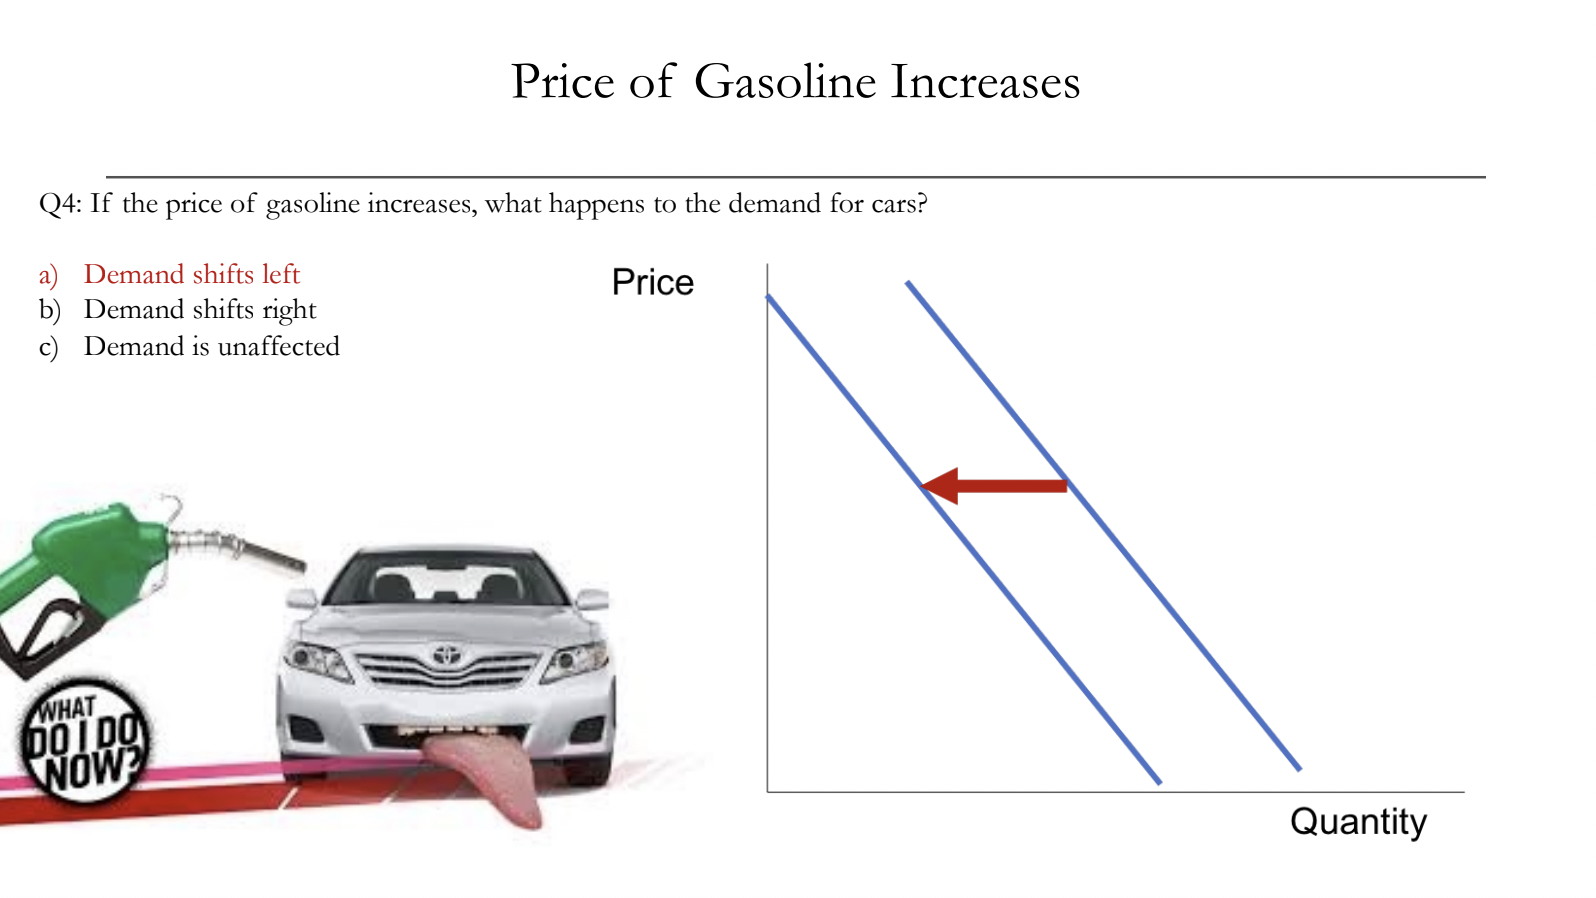 Price of Gasoline Increases
Q4: If the price of gasoline increases, what happens to the demand for cars?
a) Demand shifts left
b) Demand shifts right
c) Demand is unaffected
Price
Quantity
WHAT
DO I DO
NOW?